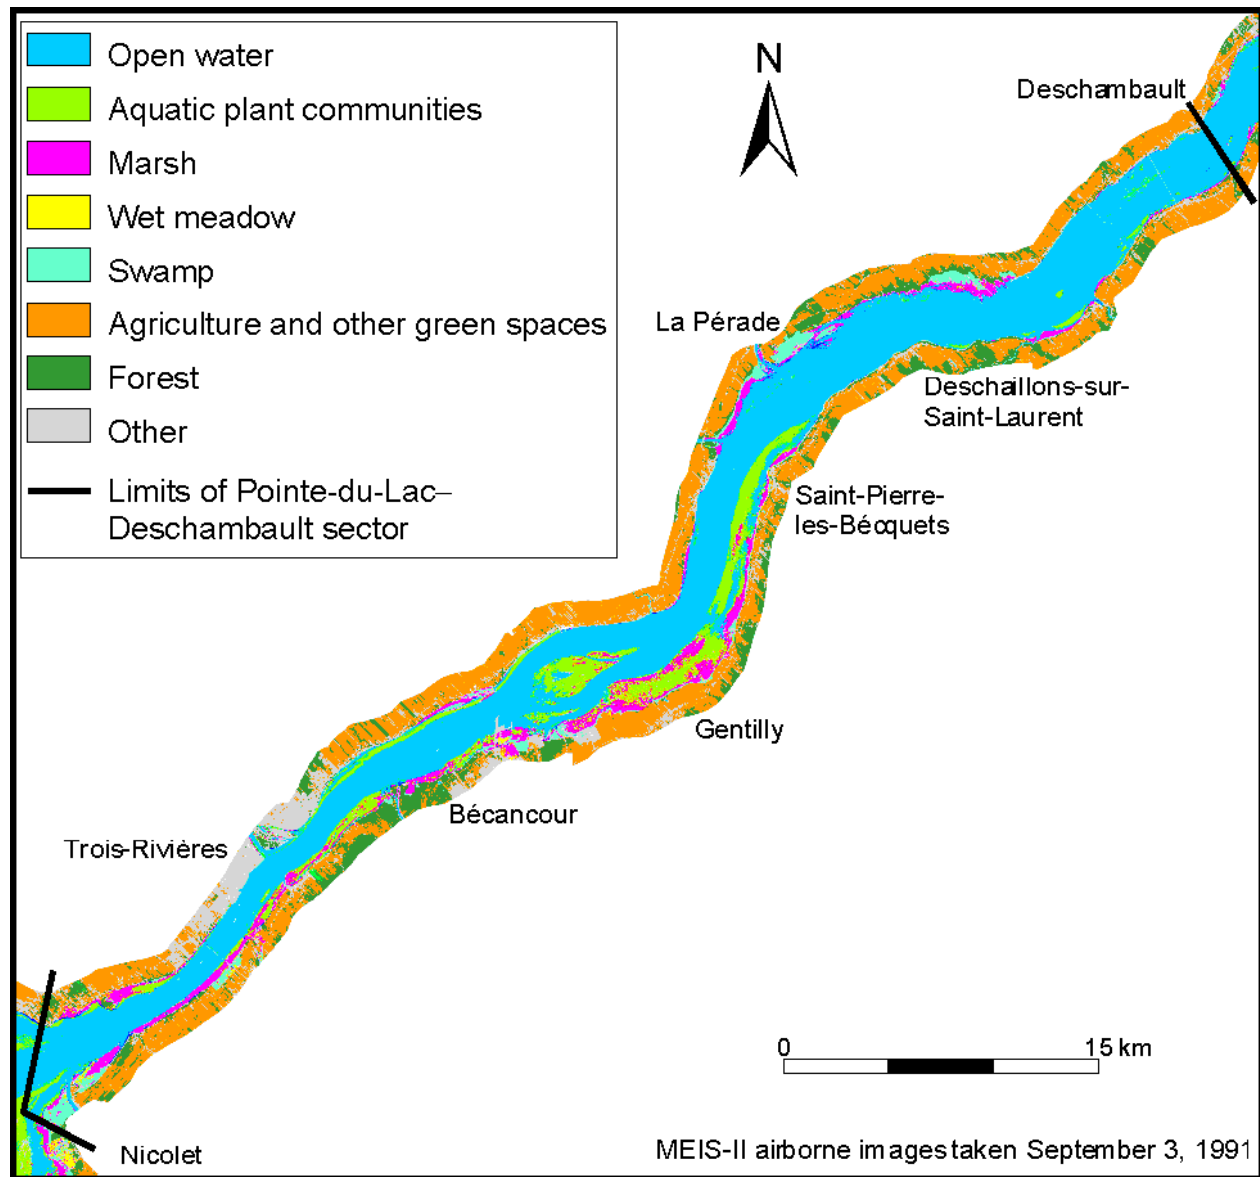 Open water
Aquatic plant communities
Marsh
Wet meadow
Swamp
Agriculture and other green spaces
Forest
Other
Limits of Pointe-du-Lac–
Deschambault sector
N
Deschambault
La Pérade
Deschaillons-sur-
Saint-Laurent
Saint-Pierre-
les-Bécquets
Gentilly
Bécancour
Trois-Rivières
0 15 km
Nicolet
MEIS-II airborne images taken September 3, 1991